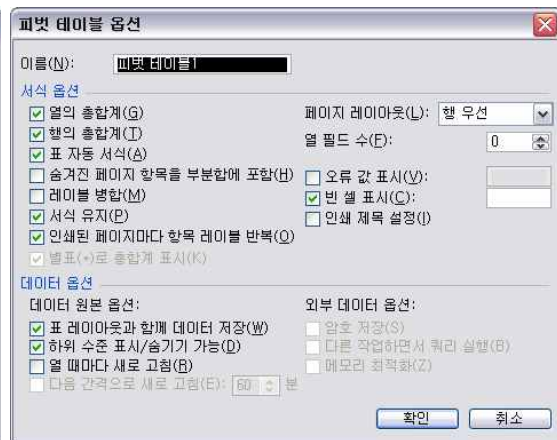 피벗 테이블 옵션
이름(N): 피벗 테이블1
서식 옵션
열의 총합계(G)
행의 총합계(T)
표 자동 서식(A)
숨겨진 페이지 항목을 부분합에 포함(H)
레이블 병합(M)
서식 유지(P)
인쇄된 페이지마다 항목 레이블 반복(O)
별표(*)로 총합계 표시(K)
페이지 레이아웃(L): 행 우선
열 필드 수(F): 0
오류 값 표시(V):
빈 셀 표시(C):
인쇄 제목 설정(I)
데이터 옵션
데이터 원본 옵션:
표 레이아웃과 함께 데이터 저장(W)
하위 수준 표시/숨기기 가능(D)
열 때마다 새로 고침(R)
다음 간격으로 새로 고침(E): 60 분
외부 데이터 옵션:
암호 저장(S)
다른 작업하면서 쿼리 실행(B)
메모리 최적화(Z)
확인 취소